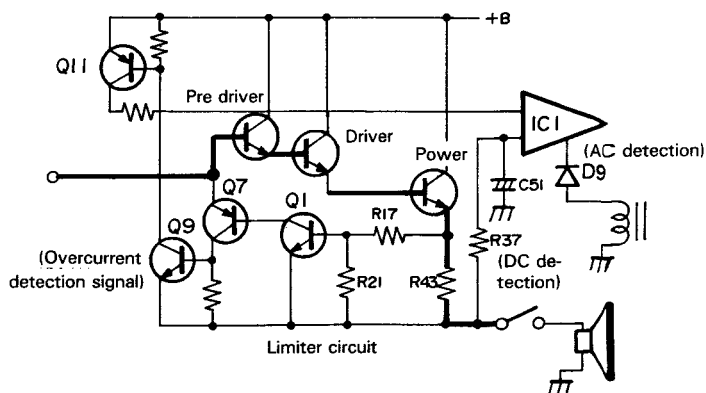 +B
Q11
Pre driver
IC1
Driver
(AC detection)
Power
D9
C51
Q7
Q1
R17
Q9
R37
(Overcurrent
detection signal)
(DC de-
tection)
R21
R43
Limiter circuit